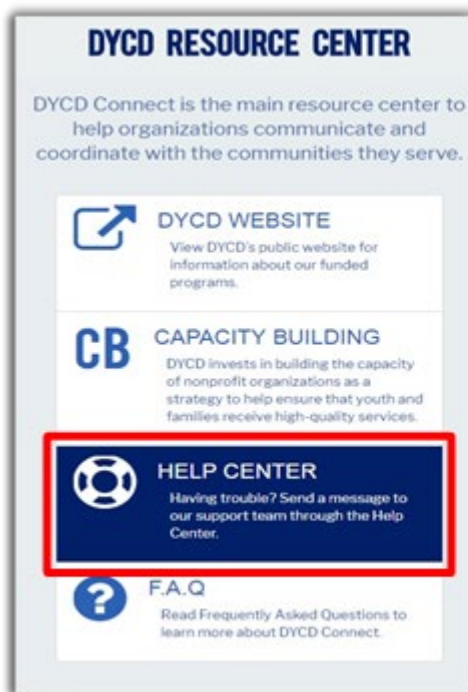 DYCD RESOURCE CENTER
DYCD Connect is the main resource center to
help organizations communicate and
coordinate with the communities they serve.
DYCD WEBSITE
View DYCD's public website for
information about our funded
programs.
CB
CAPACITY BUILDING
DYCD invests in building the capacity
of nonprofit organizations as a
strategy to help ensure that youth and
families receive high-quality services.
HELP CENTER
Having trouble? Send a message to
our support team through the Help
Center.
?
F.A.Q
Read Frequently Asked Questions to
learn more about DYCD Connect.